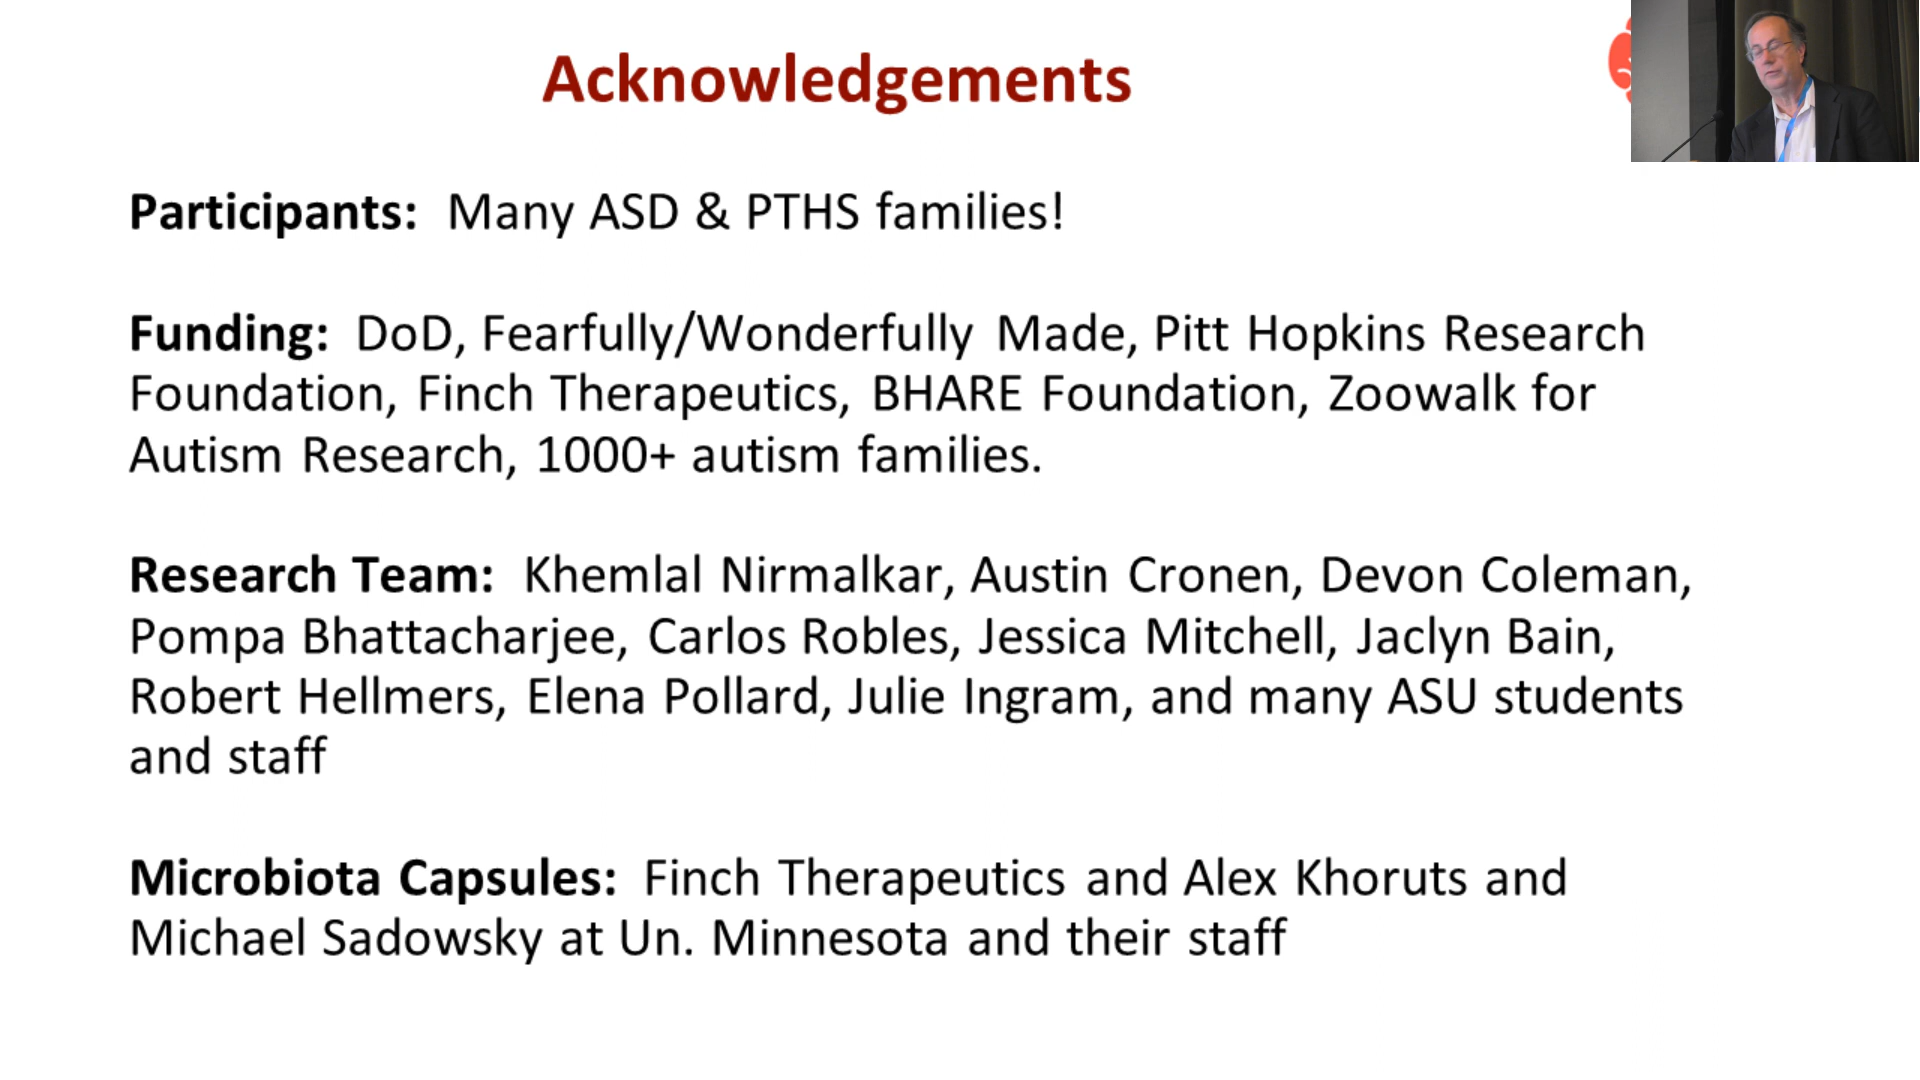 Acknowledgements
Participants: Many ASD & PTHS families!
Funding: DoD, Fearfully/Wonderfully Made, Pitt Hopkins Research
Foundation, Finch Therapeutics, BHARE Foundation, Zoowalk for
Autism Research, 1000+ autism families.
Research Team: Khemlal Nirmalkar, Austin Cronen, Devon Coleman,
Pompa Bhattacharjee, Carlos Robles, Jessica Mitchell, Jaclyn Bain,
Robert Hellmers, Elena Pollard, Julie Ingram, and many ASU students
and staff
Microbiota Capsules: Finch Therapeutics and Alex Khoruts and
Michael Sadowsky at Un. Minnesota and their staff